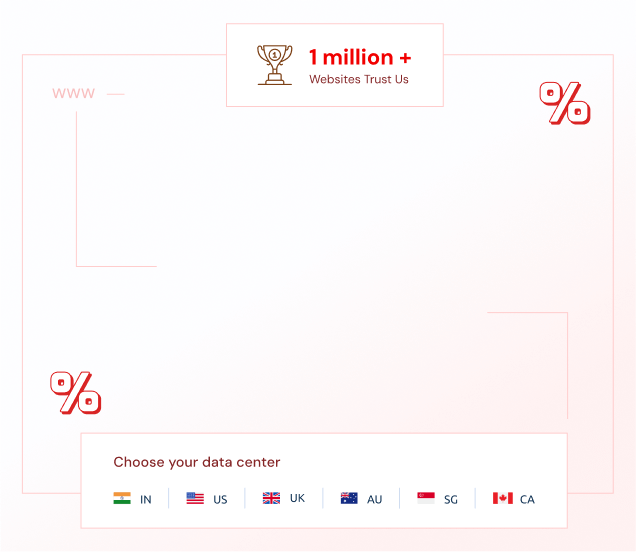 1 million +
Websites Trust Us
www
%
%
Choose your data center
IN US UK AU SG CA